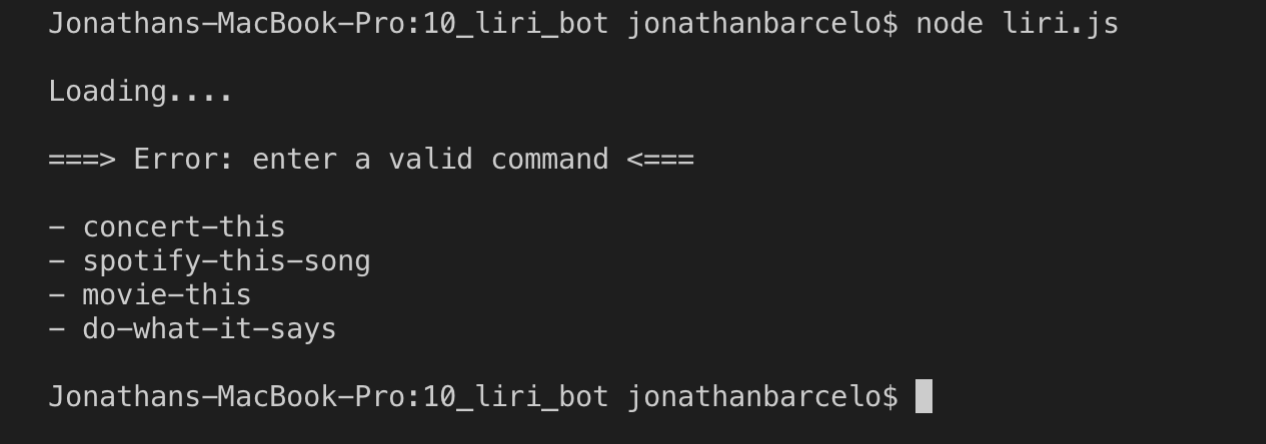 Jonathans-MacBook-Pro:10_liri_bot jonathanbarcelo$ node liri.js
Loading....
===> Error: enter a valid command <===
- concert-this
- spotify-this-song
- movie-this
- do-what-it-says
Jonathans-MacBook-Pro:10_liri_bot jonathanbarcelo$